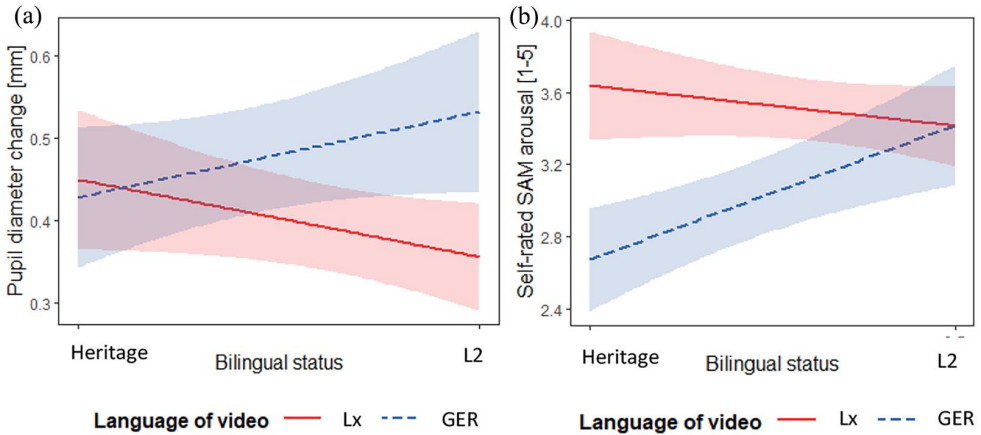 (a)
Pupil diameter change [mm]
0.6
0.5
0.4
0.3
Heritage
L2
Bilingual status
Language of video
Lx
GER
(b)
Self-rated SAM arousal [1-5]
4.0
3.6
3.2
2.8
2.4
Heritage
L2
Bilingual status
Language of video
Lx
GER